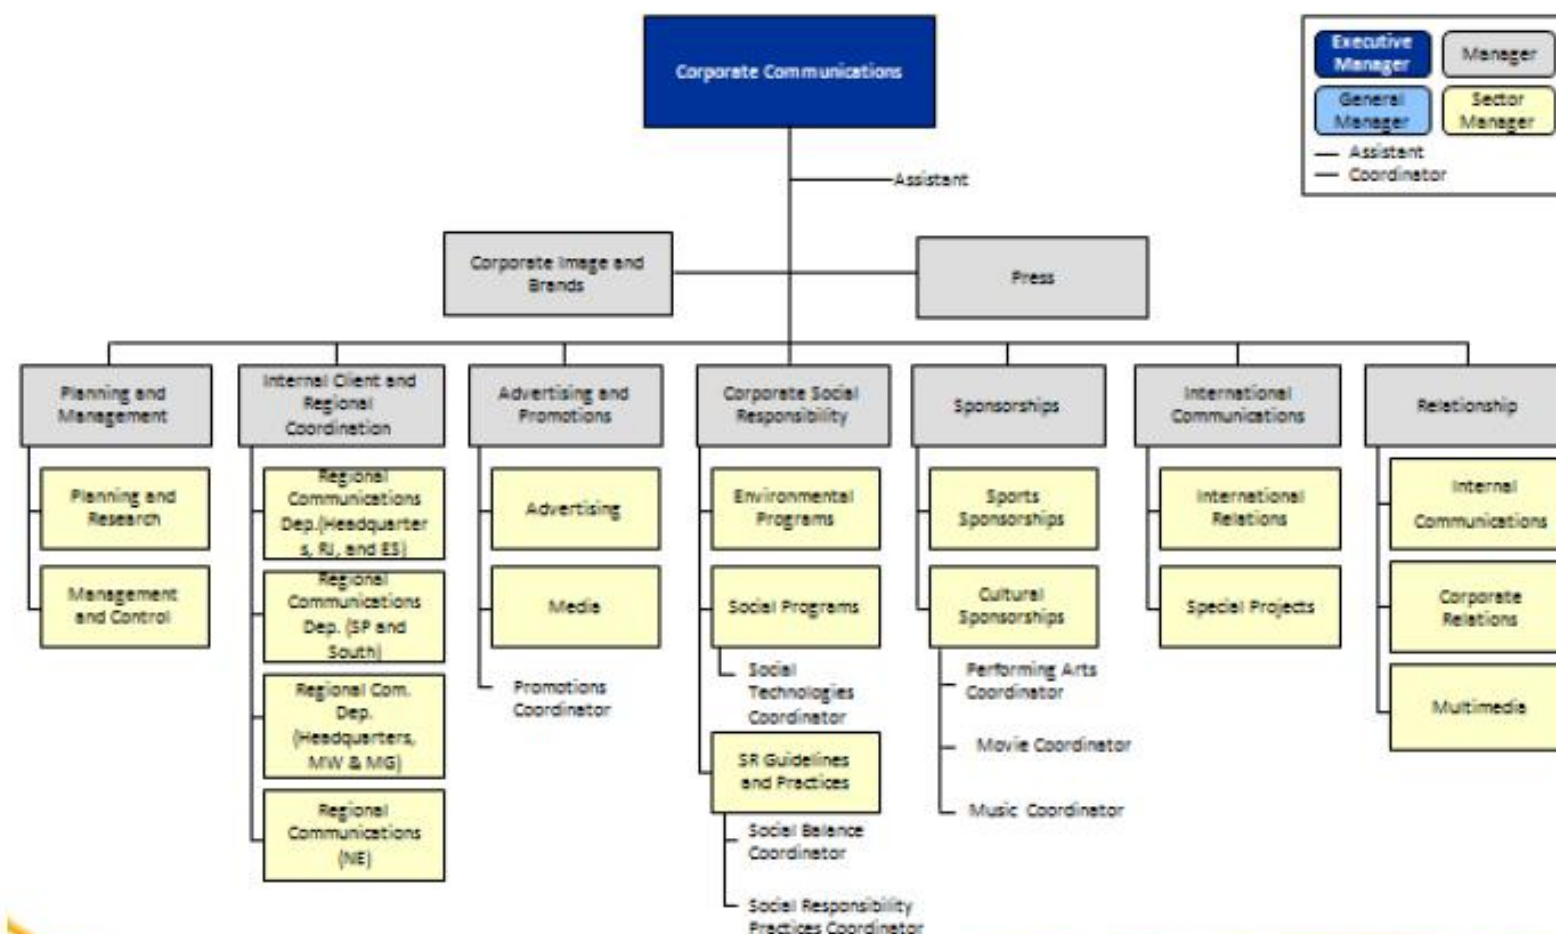 Corporate Communications
Executive
Manager
Manager
General
Manager
Sector
Manager
Assistant
Coordinator
Assistant
Corporate Image and
Brands
Press
Planning and
Management
Internal Client and
Regional
Coordination
Advertising and
Promotions
Corporate Social
Responsibility
Sponsorships
International
Communications
Relationship
Planning and
Research
Management
and Control
Regional
Communications
Dep.(Headquarter
s, RJ, and ES)
Regional
Communications
Dep. (SP and
South)
Regional Com.
Dep.
(Headquarters,
MW & MG)
Regional
Communications
(NE)
Advertising
Media
Promotions
Coordinator
Environmental
Programs
Social Programs
Social
Technologies
Coordinator
SR Guidelines
and Practices
Social Balance
Coordinator
Social Responsibility
Practices Coordinator
Sports
Sponsorships
Cultural
Sponsorships
Performing Arts
Coordinator
Movie Coordinator
Music Coordinator
International
Relations
Special Projects
Internal
Communications
Corporate
Relations
Multimedia